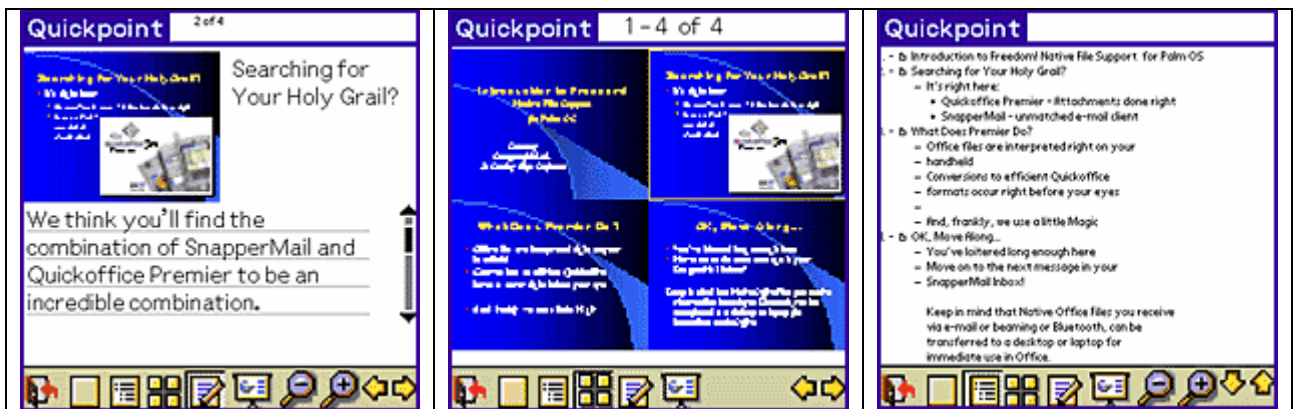 Quickpoint 2 of 4
Searching for Your Holy Grail?
It's right here:
Searching for
Your Holy Grail?
We think you'll find the
combination of SnapperMail and
Quickoffice Premier to be an
incredible combination.
Quickpoint 1 - 4 of 4
Searching for Your Holy Grail?
It's right here:
What Does Premier Do?
OK, Move Along...
Quickpoint
1. - Introduction to Freedom! Native File Support for Palm OS
- Searching for Your Holy Grail?
– It's right here:
• Quickoffice Premier - Attachments done right
• SnapperMail - unmatched e-mail client
- What Does Premier Do?
– Office files are interpreted right on your
– handheld
– Conversions to efficient Quickoffice
– formats occur right before your eyes
–
– And, frankly, we use a little Magic
- OK, Move Along...
– You've loitered long enough here
– Move on to the next message in your
– SnapperMail Inbox!
Keep in mind that Native Office files you receive
via e-mail or beaming or Bluetooth, can be
transferred to a desktop or laptop for
immediate use in Office.